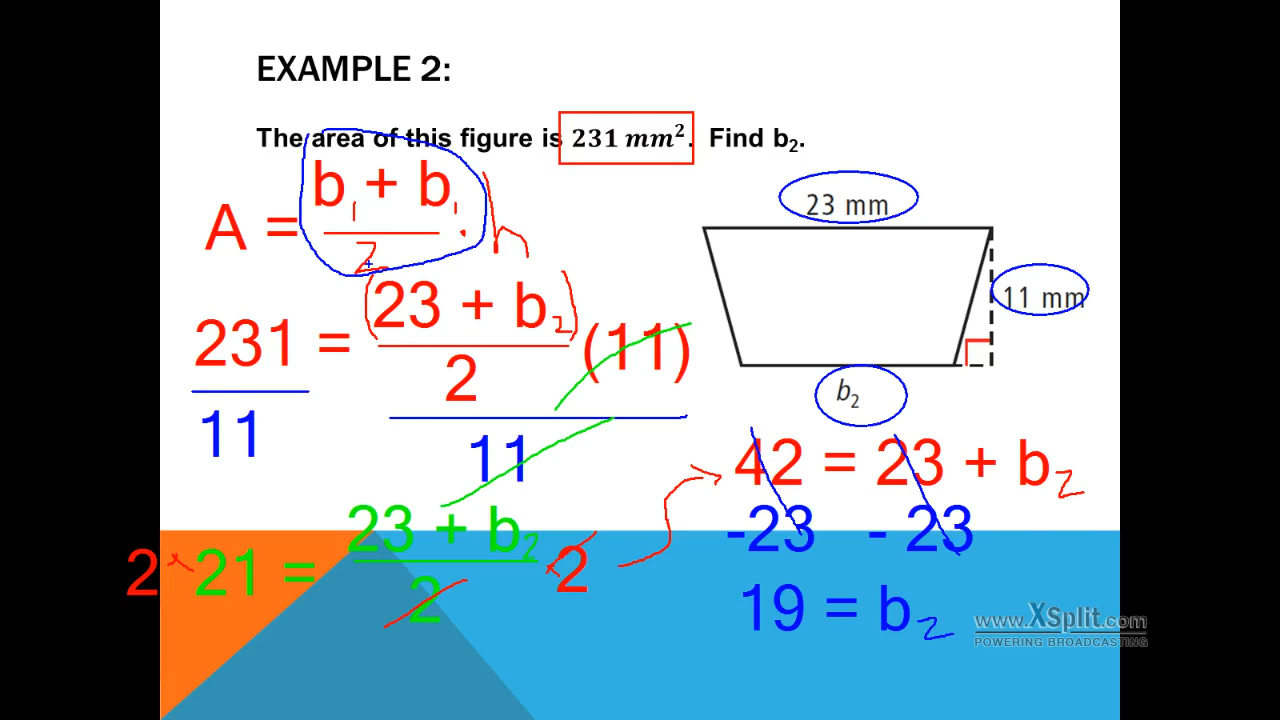 EXAMPLE 2:
The area of this figure is 231 mm². Find b₂.
A = b₁ + b₁ / 2 · h
23 mm
11 mm
b₂
231 = (23 + b₂) / 2 (11)
11 11
2 × 21 = 23 + b₂ / 2 × 2
42 = 23 + b₂
-23 - 23
19 = b₂
www.XSplit.com
POWERING BROADCASTING